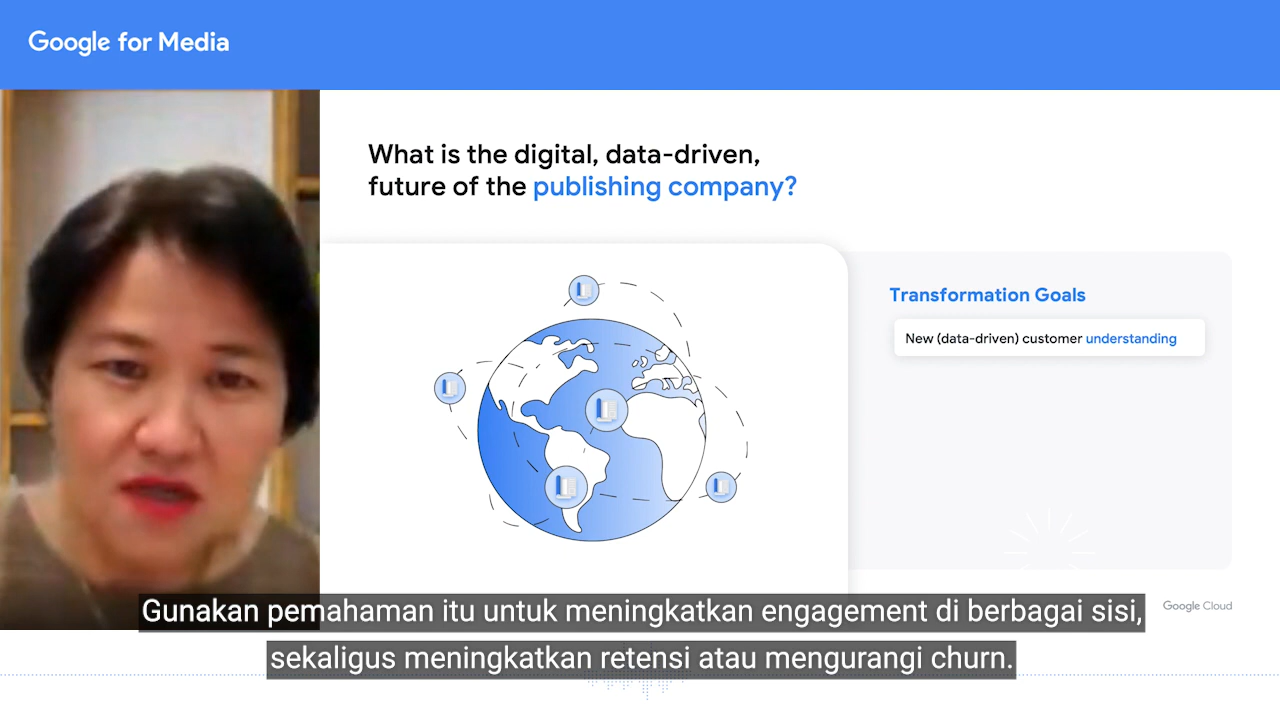 Google for Media
What is the digital, data-driven,
future of the publishing company?
Transformation Goals
New (data-driven) customer understanding
Google Cloud
Gunakan pemahaman itu untuk meningkatkan engagement di berbagai sisi,
sekaligus meningkatkan retensi atau mengurangi churn.